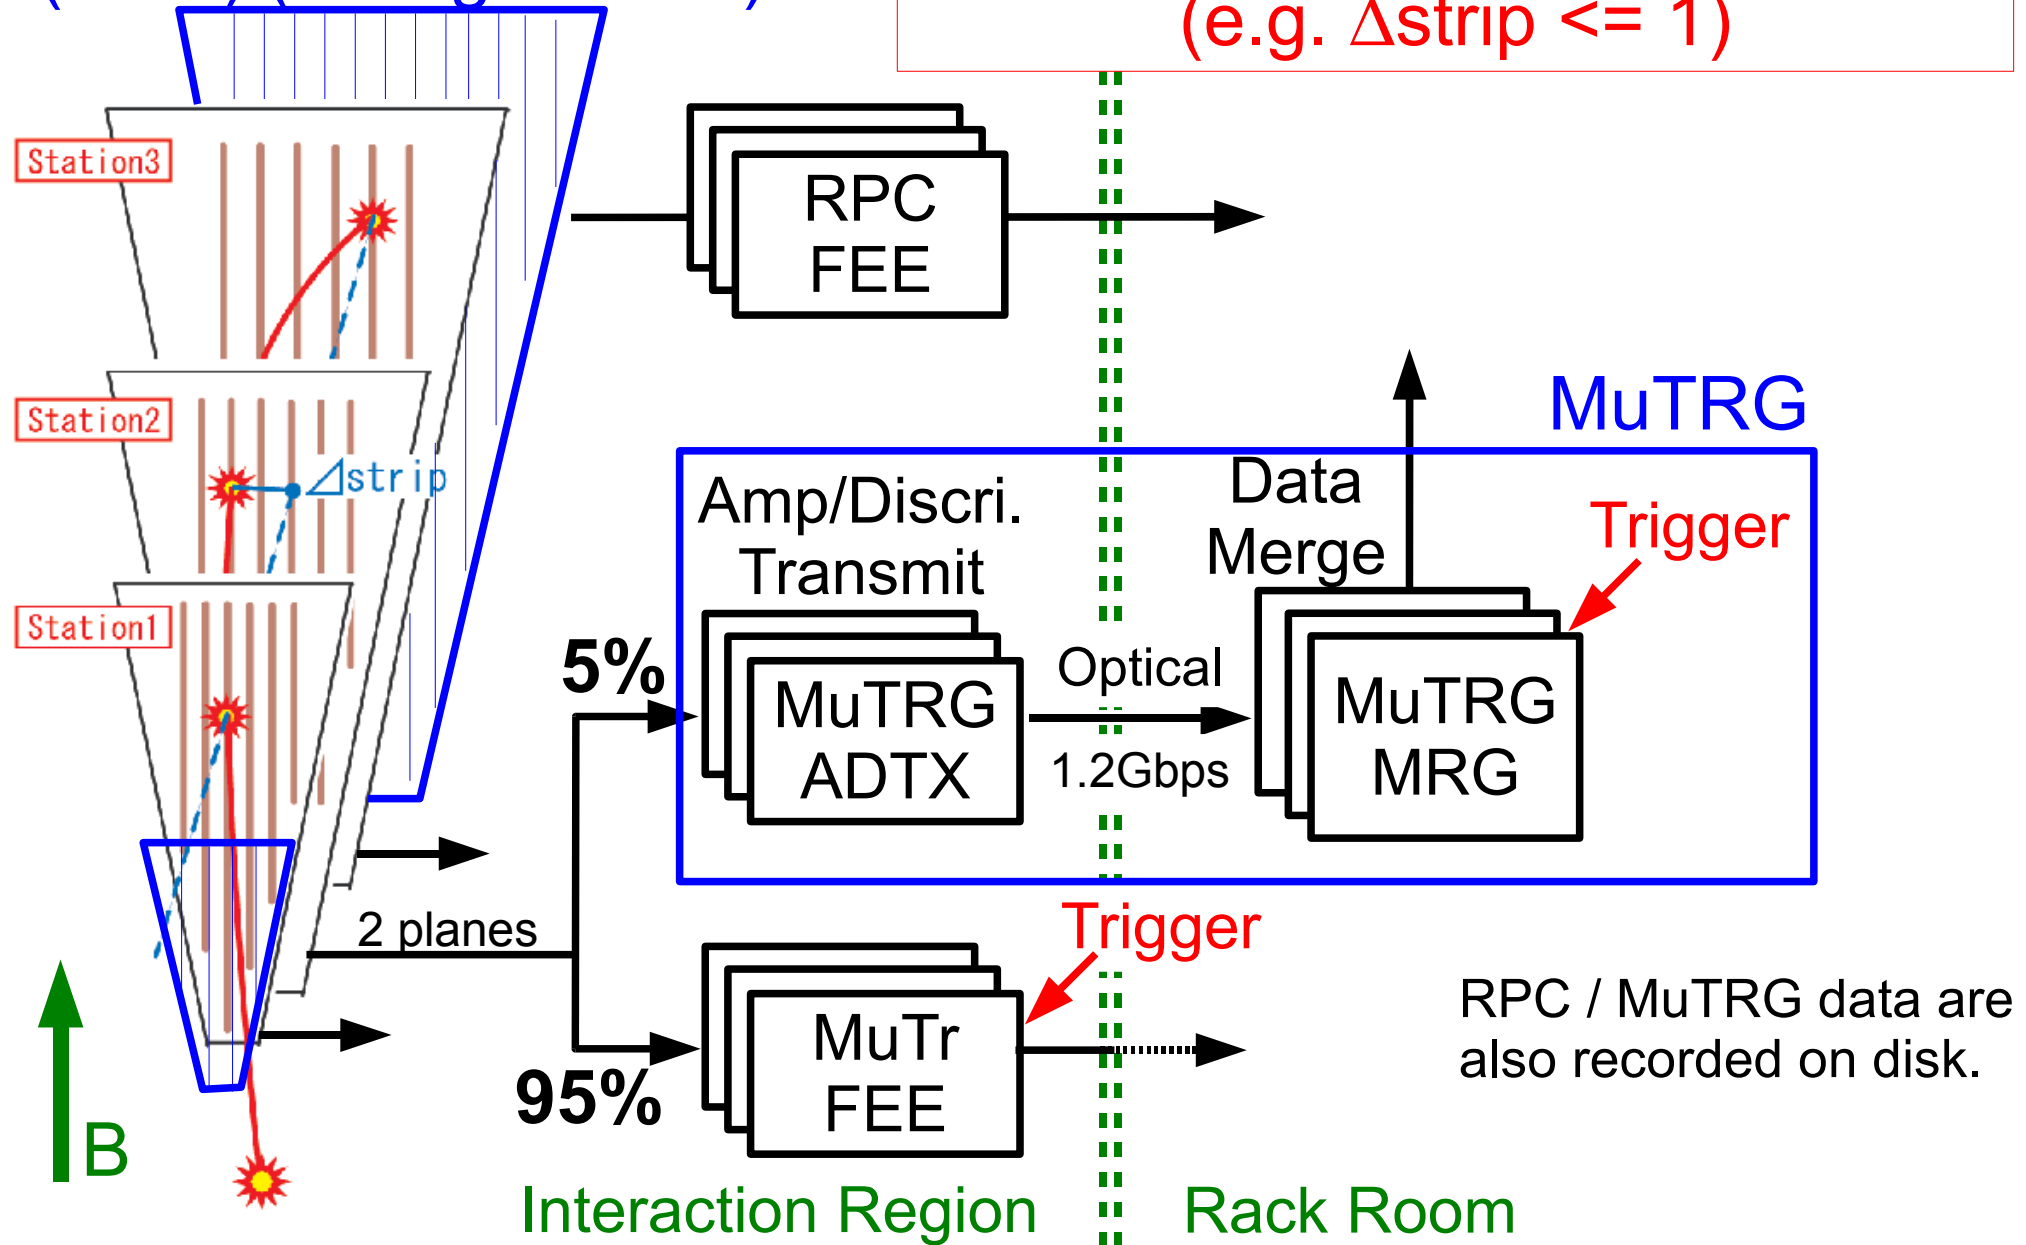 (e.g. Δstrip <= 1)
Station3
RPC
FEE
Station2
Δstrip
MuTRG
Amp/Discri.
Transmit
Data
Merge
Trigger
Station1
5%
MuTRG
ADTX
Optical
1.2Gbps
MuTRG
MRG
2 planes
Trigger
95%
MuTr
FEE
RPC / MuTRG data are
also recorded on disk.
B
Interaction Region
Rack Room